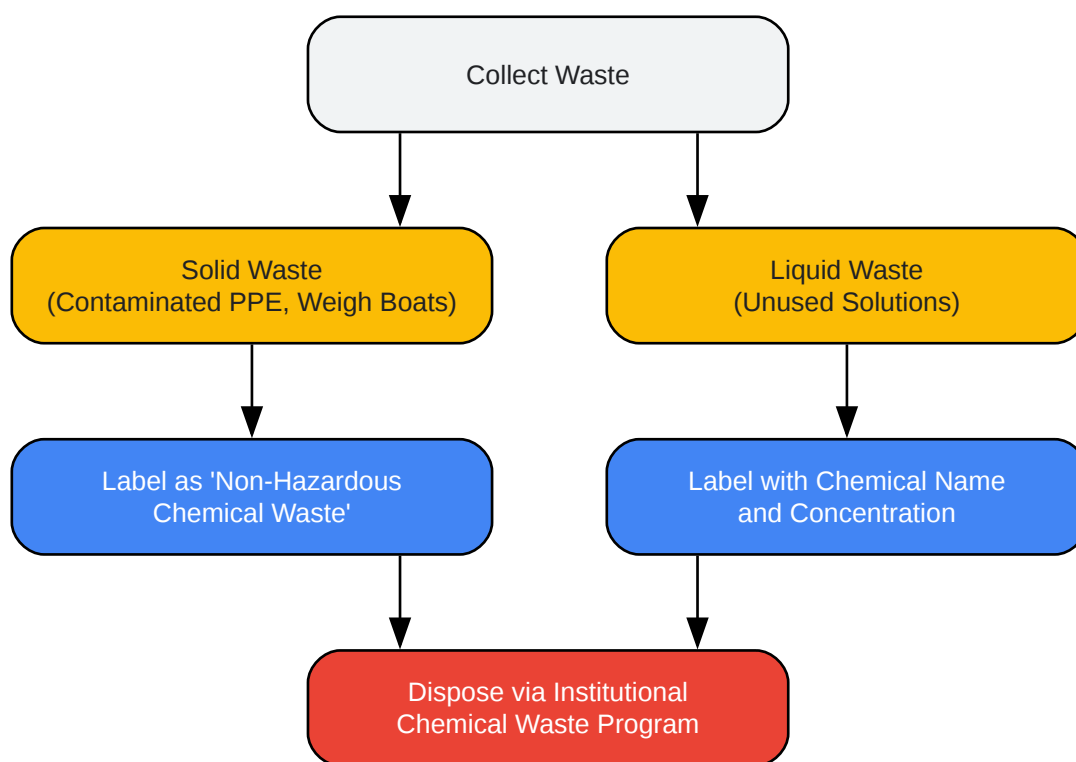 Collect Waste
Solid Waste
(Contaminated PPE, Weigh Boats)
Liquid Waste
(Unused Solutions)
Label as 'Non-Hazardous
Chemical Waste'
Label with Chemical Name
and Concentration
Dispose via Institutional
Chemical Waste Program